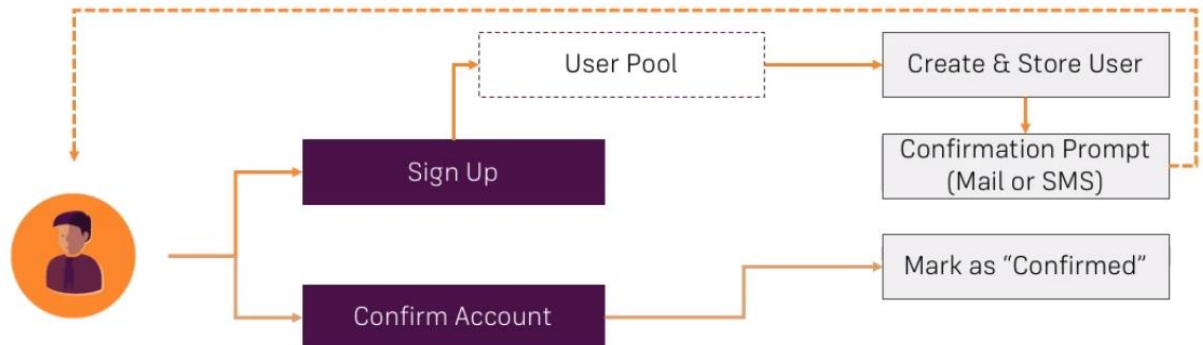 User Pool
Create & Store User
Sign Up
Confirmation Prompt
(Mail or SMS)
Mark as “Confirmed”
Confirm Account